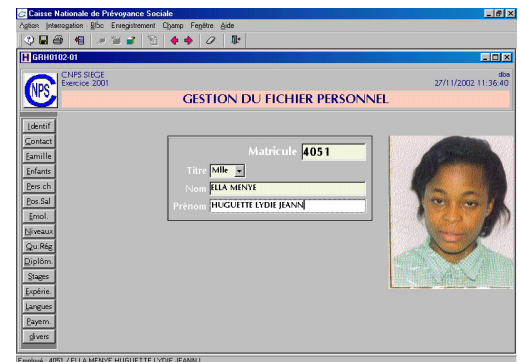 Caisse Nationale de Prévoyance Sociale
Action Interrogation Bloc Enregistrement Champ Fenêtre Aide
GRH0102-01
CNPS SIEGE
Exercice 2001
dba
27/11/2002 11:36:40
NPS
GESTION DU FICHIER PERSONNEL
Identif
Contact
Famille
Enfants
Pers.ch
Pos.Sal
Emol.
Niveaux
Qu.Rég
Diplôm.
Stages
Expérie.
Langues
Payem.
divers
Matricule 4051
Titre Mlle
Nom ELLA MENYE
Prénom HUGUETTE LYDIE JEANN
Employé : 4051 / ELLA MENYE HUGUETTE LYDIE JEANN L